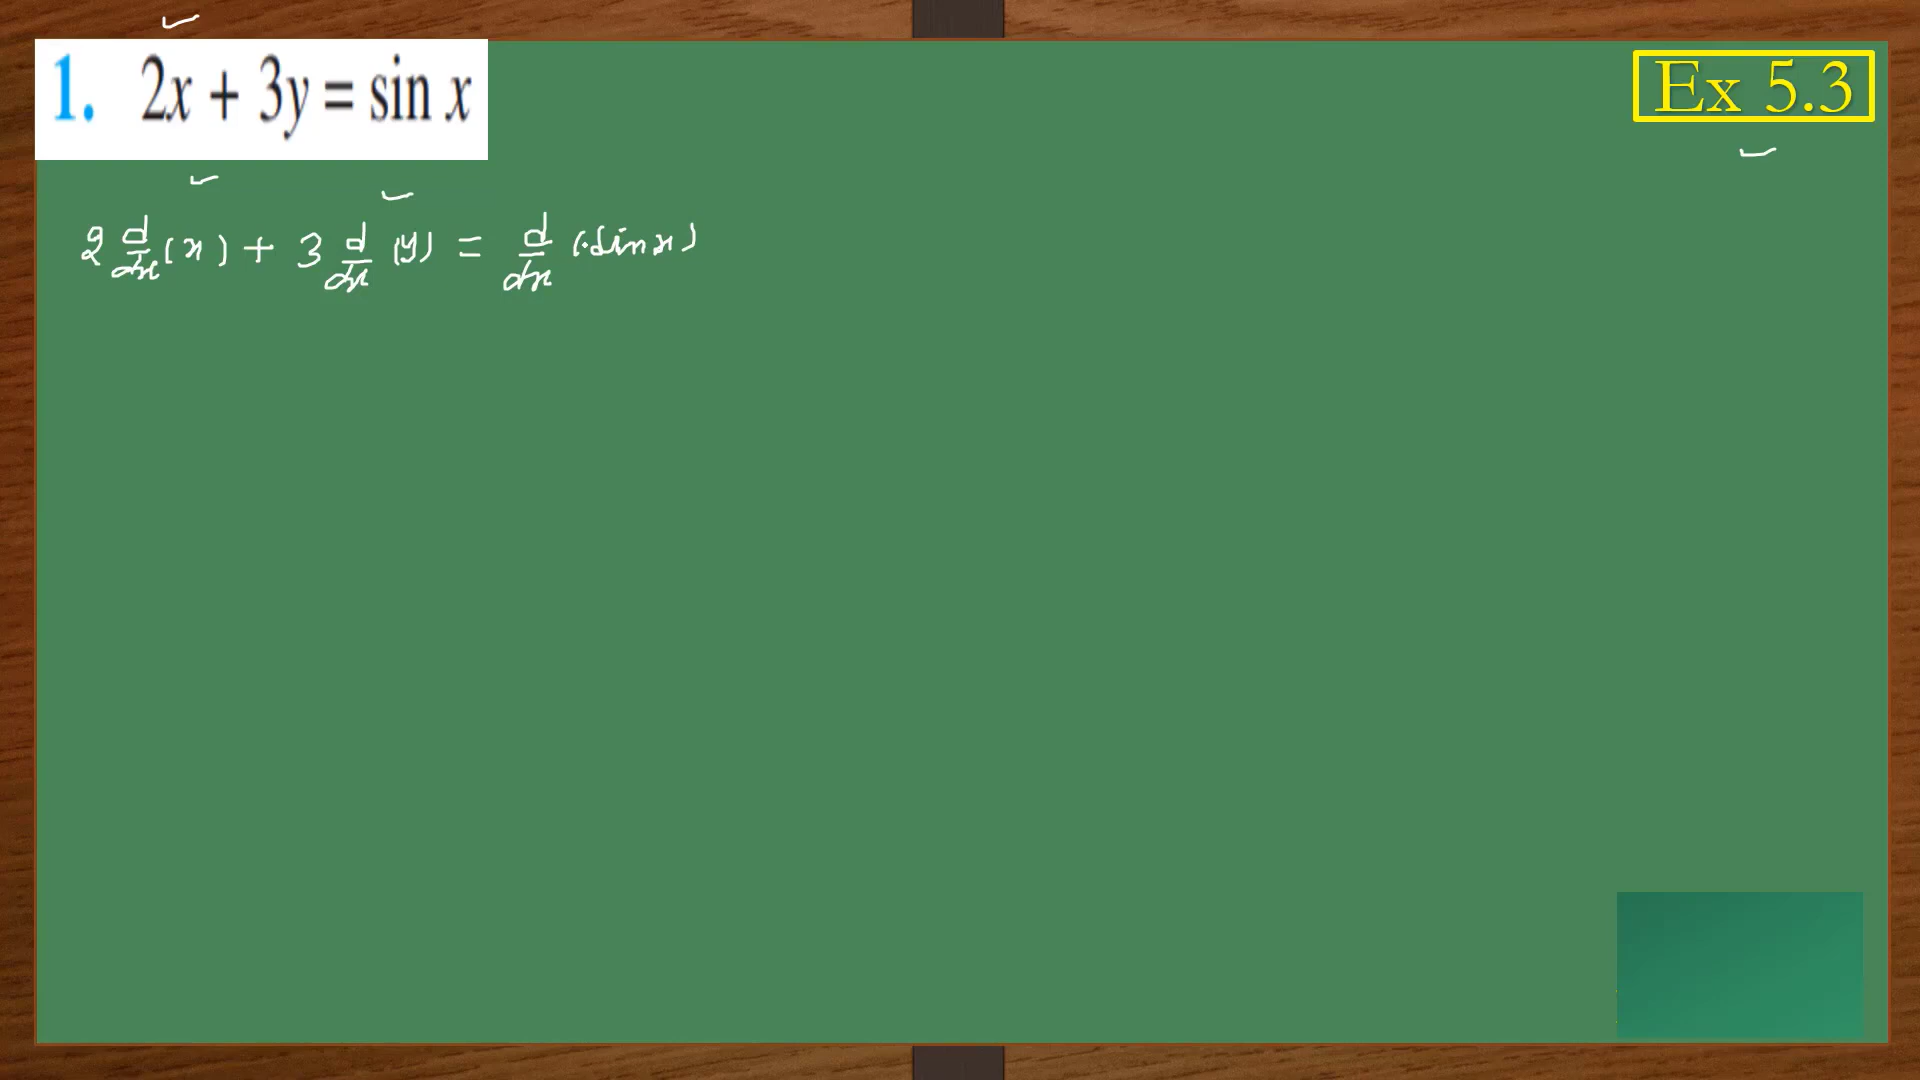 1. 2x + 3y = sin x
Ex 5.3
2 d/dx (x) + 3 d/dx (y) = d/dx (sin x)